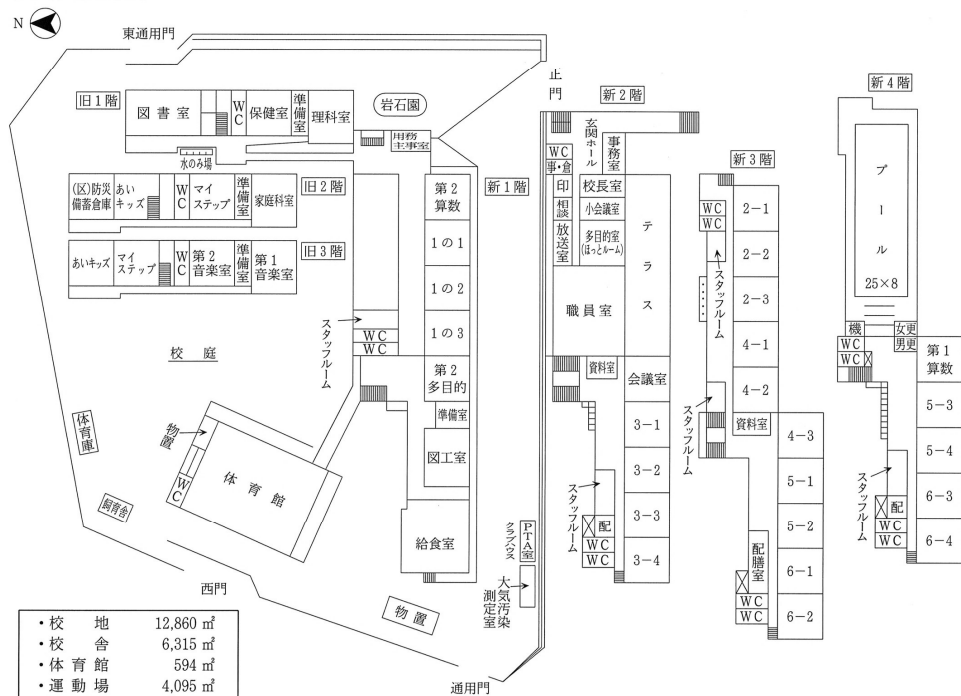 N
東通用門
旧1階
図書室
WC
保健室
準備室
理科室
水のみ場
岩石園
用務
主事室
(区)防災
備蓄倉庫
あい
キッズ
WC
マイ
ステップ
準備室
家庭科室
旧2階
あいキッズ
マイ
ステップ
WC
第2
音楽室
準備室
第1
音楽室
旧3階
校庭
体育庫
飼育舎
物置
WC
体育館
西門
スタッフルーム
WC
WC
新1階
第2
算数
1の1
1の2
1の3
第2
多目的
準備室
図工室
給食室
物置
PTA室
クラブハウス
大気汚染
測定室
通用門
正門
新2階
玄関ホール
WC
事・倉
事務室
印
校長室
相談
小会議室
放送室
多目的室
(ほっとルーム)
テラス
職員室
資料室
会議室
3-1
3-2
3-3
3-4
スタッフルーム
配
WC
WC
新3階
WC
WC
スタッフルーム
2-1
2-2
2-3
4-1
4-2
スタッフルーム
資料室
4-3
5-1
5-2
6-1
6-2
配膳室
WC
WC
新4階
プール
25×8
機
女更
男更
WC
WC
第1
算数
5-3
5-4
6-3
6-4
スタッフルーム
配
WC
WC
・校地 12,860㎡
・校舎 6,315㎡
・体育館 594㎡
・運動場 4,095㎡